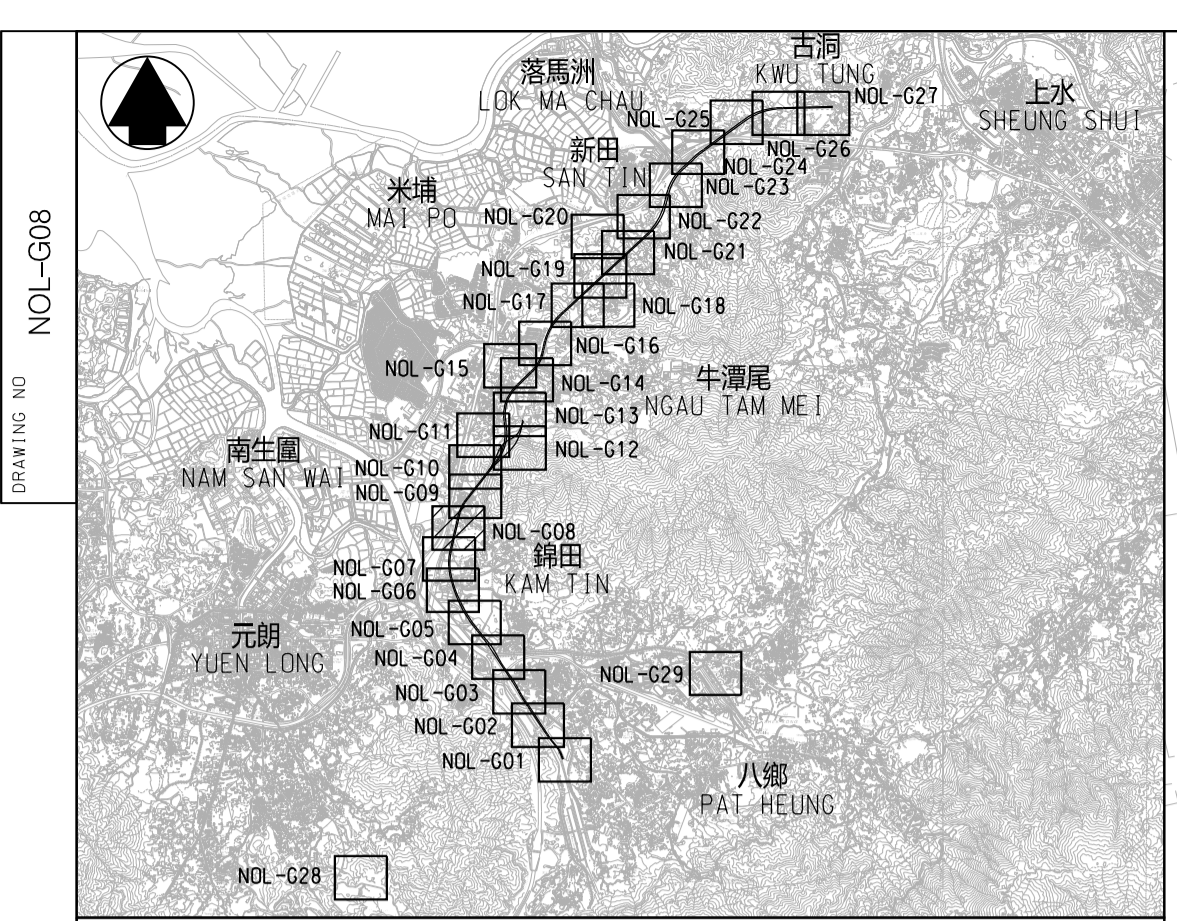 DRAWING NO
NOL-G08
古洞
KWU TUNG
落馬洲
LOK MA CHAU
上水
SHEUNG SHUI
NOL-G27
NOL-G25
NOL-G26
新田
SAN TIN
NOL-G24
NOL-G23
米埔
MAI PO
NOL-G20
NOL-G22
NOL-G21
NOL-G19
NOL-G17
NOL-G18
NOL-G16
NOL-G15
NOL-G14
牛潭尾
NGAU TAM MEI
NOL-G13
NOL-G11
NOL-G12
南生圍
NAM SAN WAI
NOL-G10
NOL-G09
NOL-G08
錦田
KAM TIN
NOL-G07
NOL-G06
NOL-G05
元朗
YUEN LONG
NOL-G04
NOL-G29
NOL-G03
NOL-G02
NOL-G01
八鄉
PAT HEUNG
NOL-G28